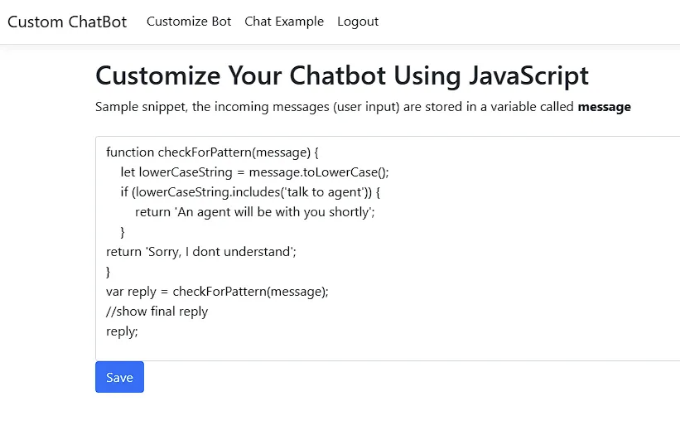 Custom ChatBot Customize Bot Chat Example Logout
Customize Your Chatbot Using JavaScript
Sample snippet, the incoming messages (user input) are stored in a variable called message
function checkForPattern(message) {
let lowerCaseString = message.toLowerCase();
if (lowerCaseString.includes('talk to agent')) {
return 'An agent will be with you shortly';
}
return 'Sorry, I dont understand';
}
var reply = checkForPattern(message);
//show final reply
reply;
Save